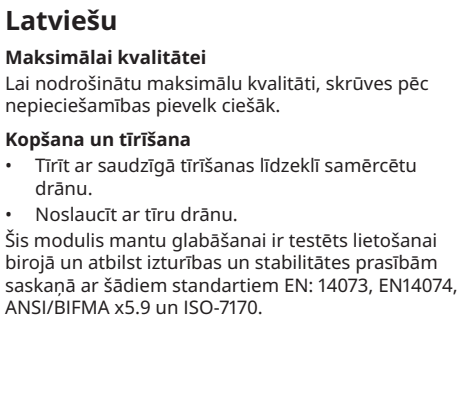 Latviešu
Maksimālai kvalitātei
Lai nodrošinātu maksimālu kvalitāti, skrūves pēc
nepieciešamības pievelk ciešāk.
Kopšana un tīrīšana
• Tīrīt ar saudzīgā tīrīšanas līdzeklī samērcētu
drānu.
• Noslaucīt ar tīru drānu.
Šis modulis mantu glabāšanai ir testēts lietošanai
birojā un atbilst izturības un stabilitātes prasībām
saskaņā ar šādiem standartiem EN: 14073, EN14074,
ANSI/BIFMA x5.9 un ISO-7170.